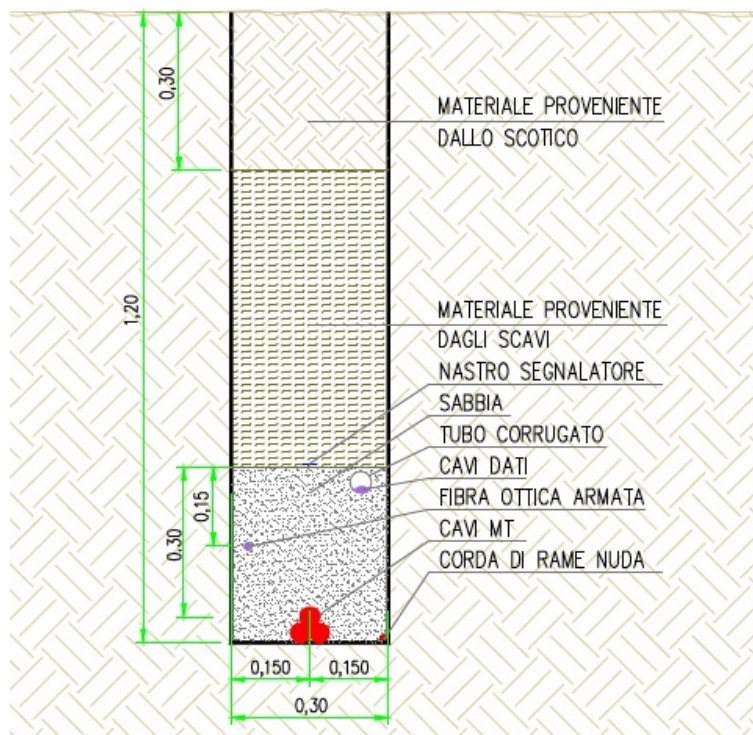 0,30
MATERIALE PROVENIENTE
DALLO SCOTICO
1,20
MATERIALE PROVENIENTE
DAGLI SCAVI
NASTRO SEGNALATORE
SABBIA
TUBO CORRUGATO
CAVI DATI
0,15
FIBRA OTTICA ARMATA
0,30
CAVI MT
CORDA DI RAME NUDA
0,150 0,150
0,30